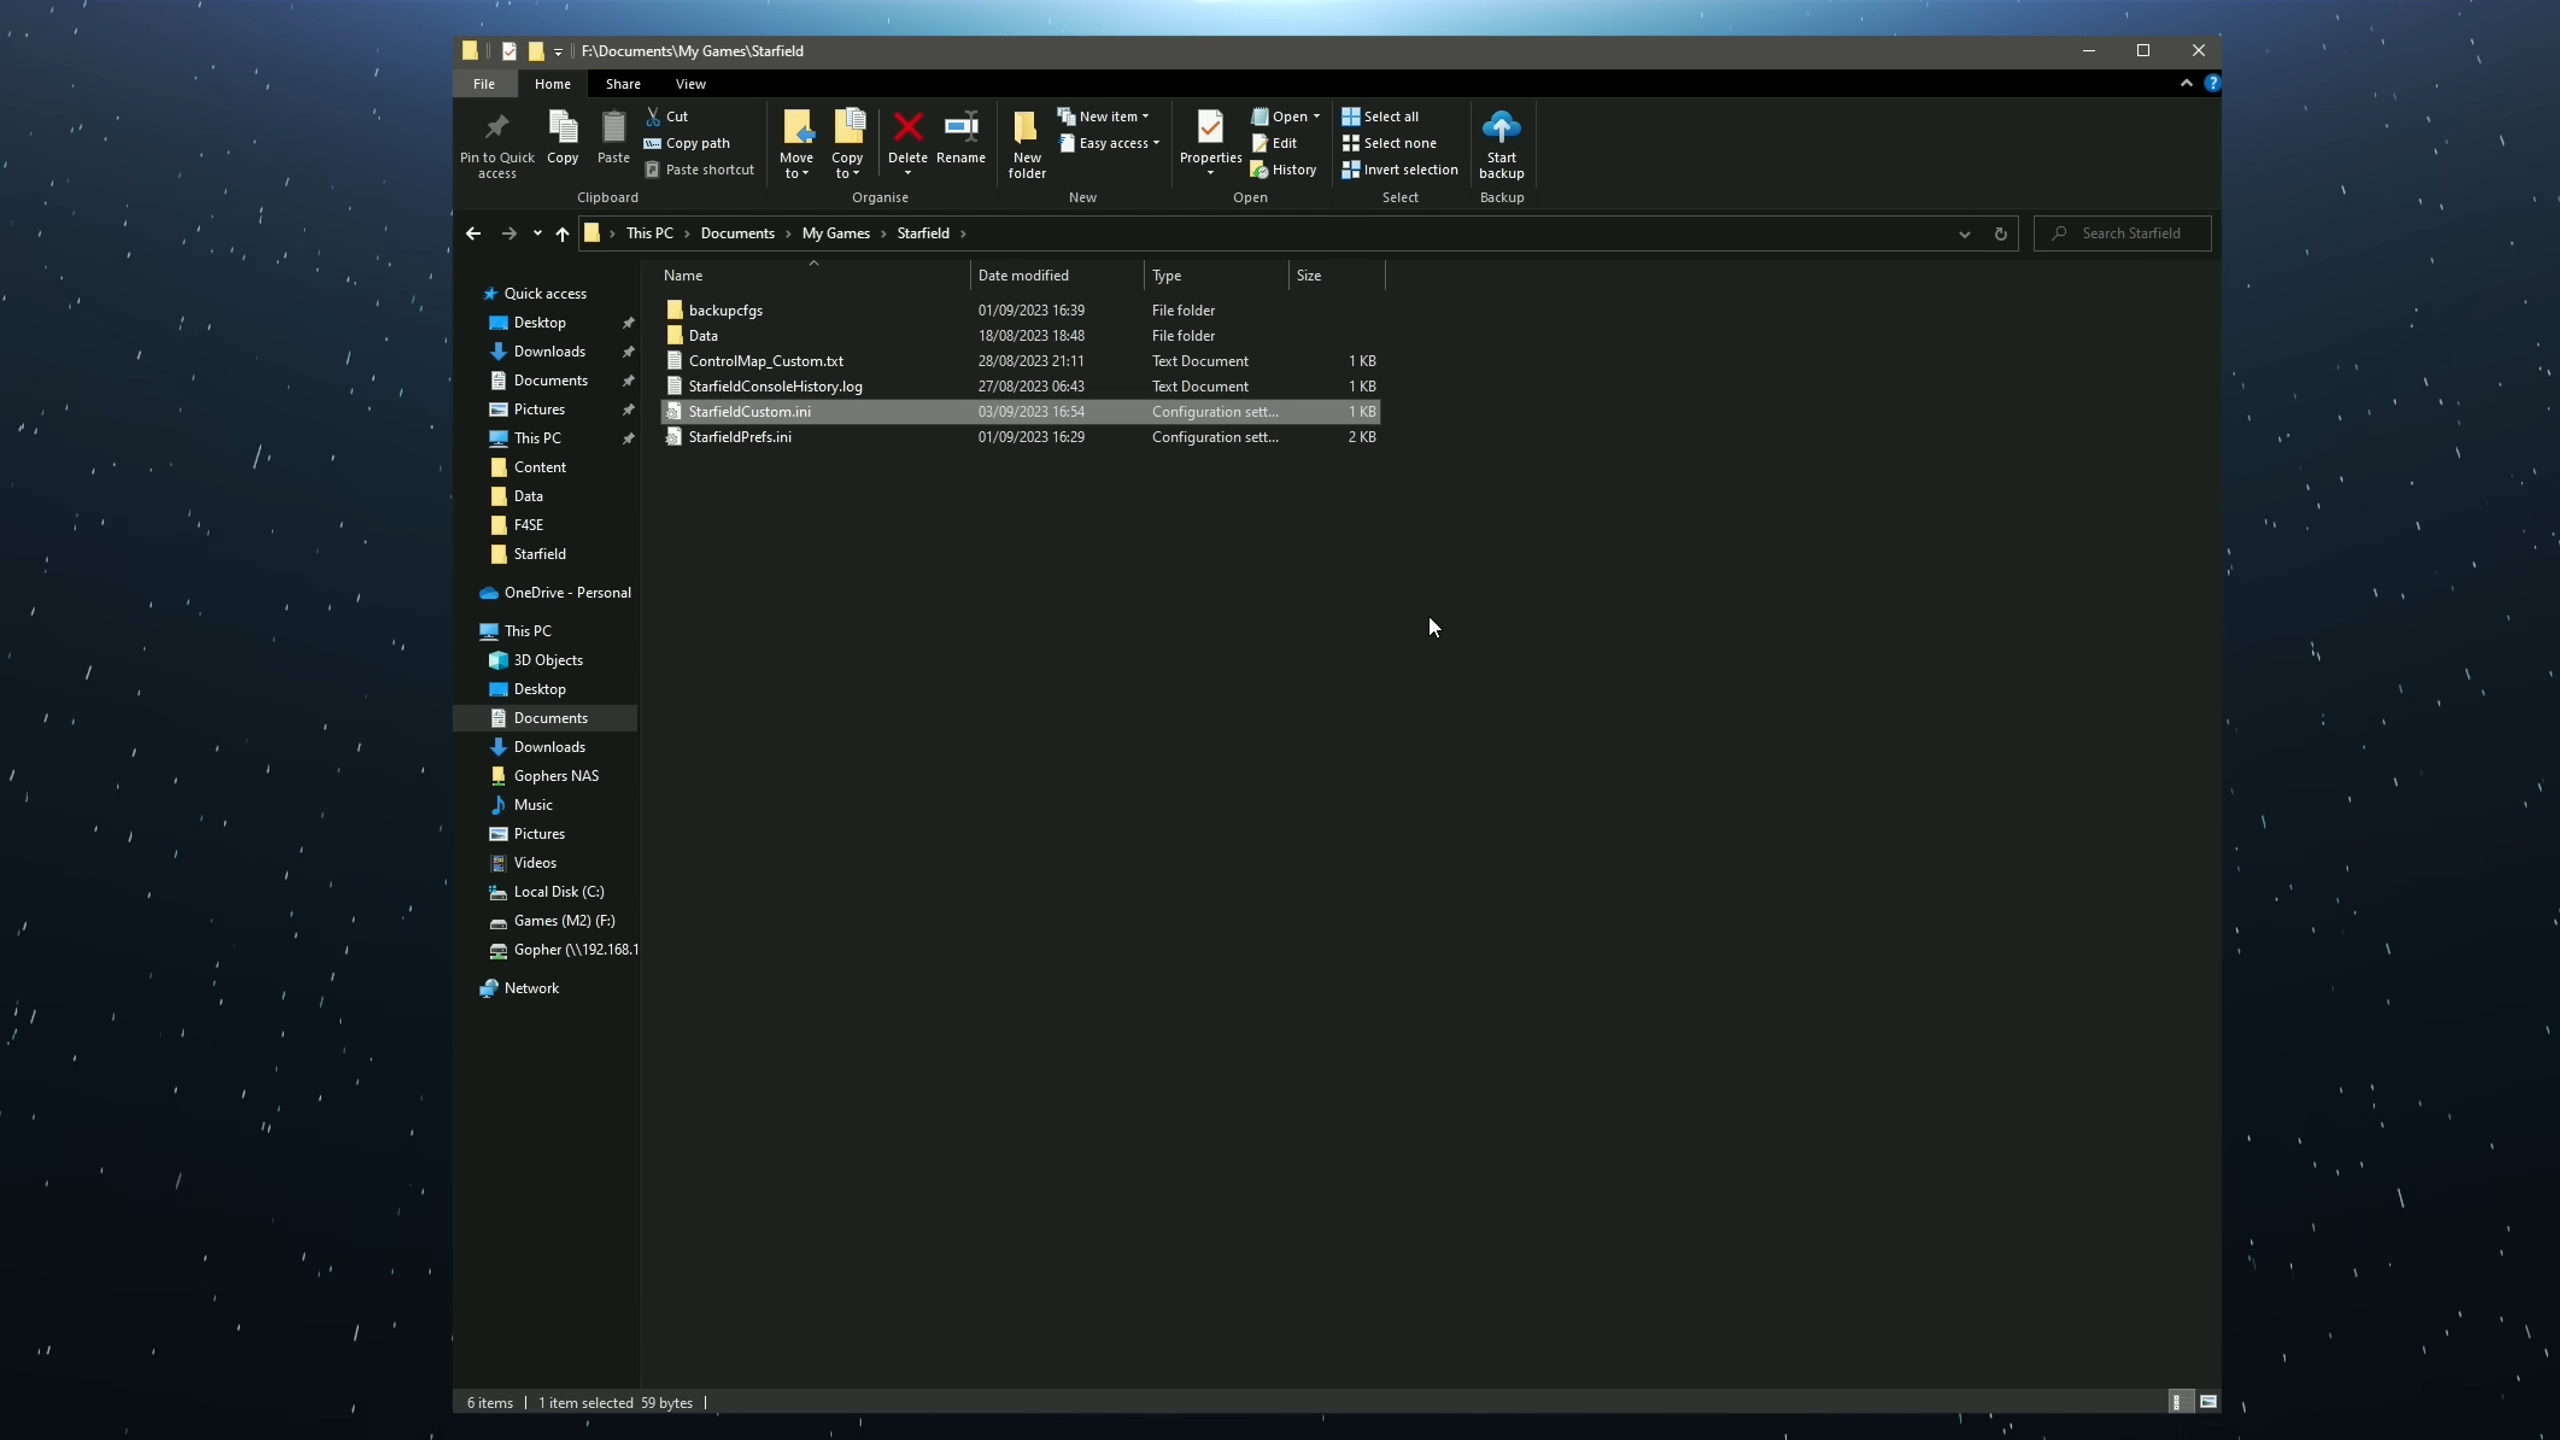 F:\Documents\My Games\Starfield
File Home Share View
Pin to Quick access
Copy
Paste
Cut
Copy path
Paste shortcut
Clipboard
Move to
Copy to
Delete
Rename
Organise
New folder
New item
Easy access
New
Properties
Open
Edit
History
Open
Select all
Select none
Invert selection
Select
Start backup
Backup
This PC Documents My Games Starfield
Search Starfield
Name Date modified Type Size
backupcfgs 01/09/2023 16:39 File folder
Data 18/08/2023 18:48 File folder
ControlMap_Custom.txt 28/08/2023 21:11 Text Document 1 KB
StarfieldConsoleHistory.log 27/08/2023 06:43 Text Document 1 KB
StarfieldCustom.ini 03/09/2023 16:54 Configuration sett... 1 KB
StarfieldPrefs.ini 01/09/2023 16:29 Configuration sett... 2 KB
Quick access
Desktop
Downloads
Documents
Pictures
This PC
Content
Data
F4SE
Starfield
OneDrive - Personal
This PC
3D Objects
Desktop
Documents
Downloads
Gophers NAS
Music
Pictures
Videos
Local Disk (C:)
Games (M2) (F:)
Gopher (\\192.168.1
Network
6 items 1 item selected 59 bytes